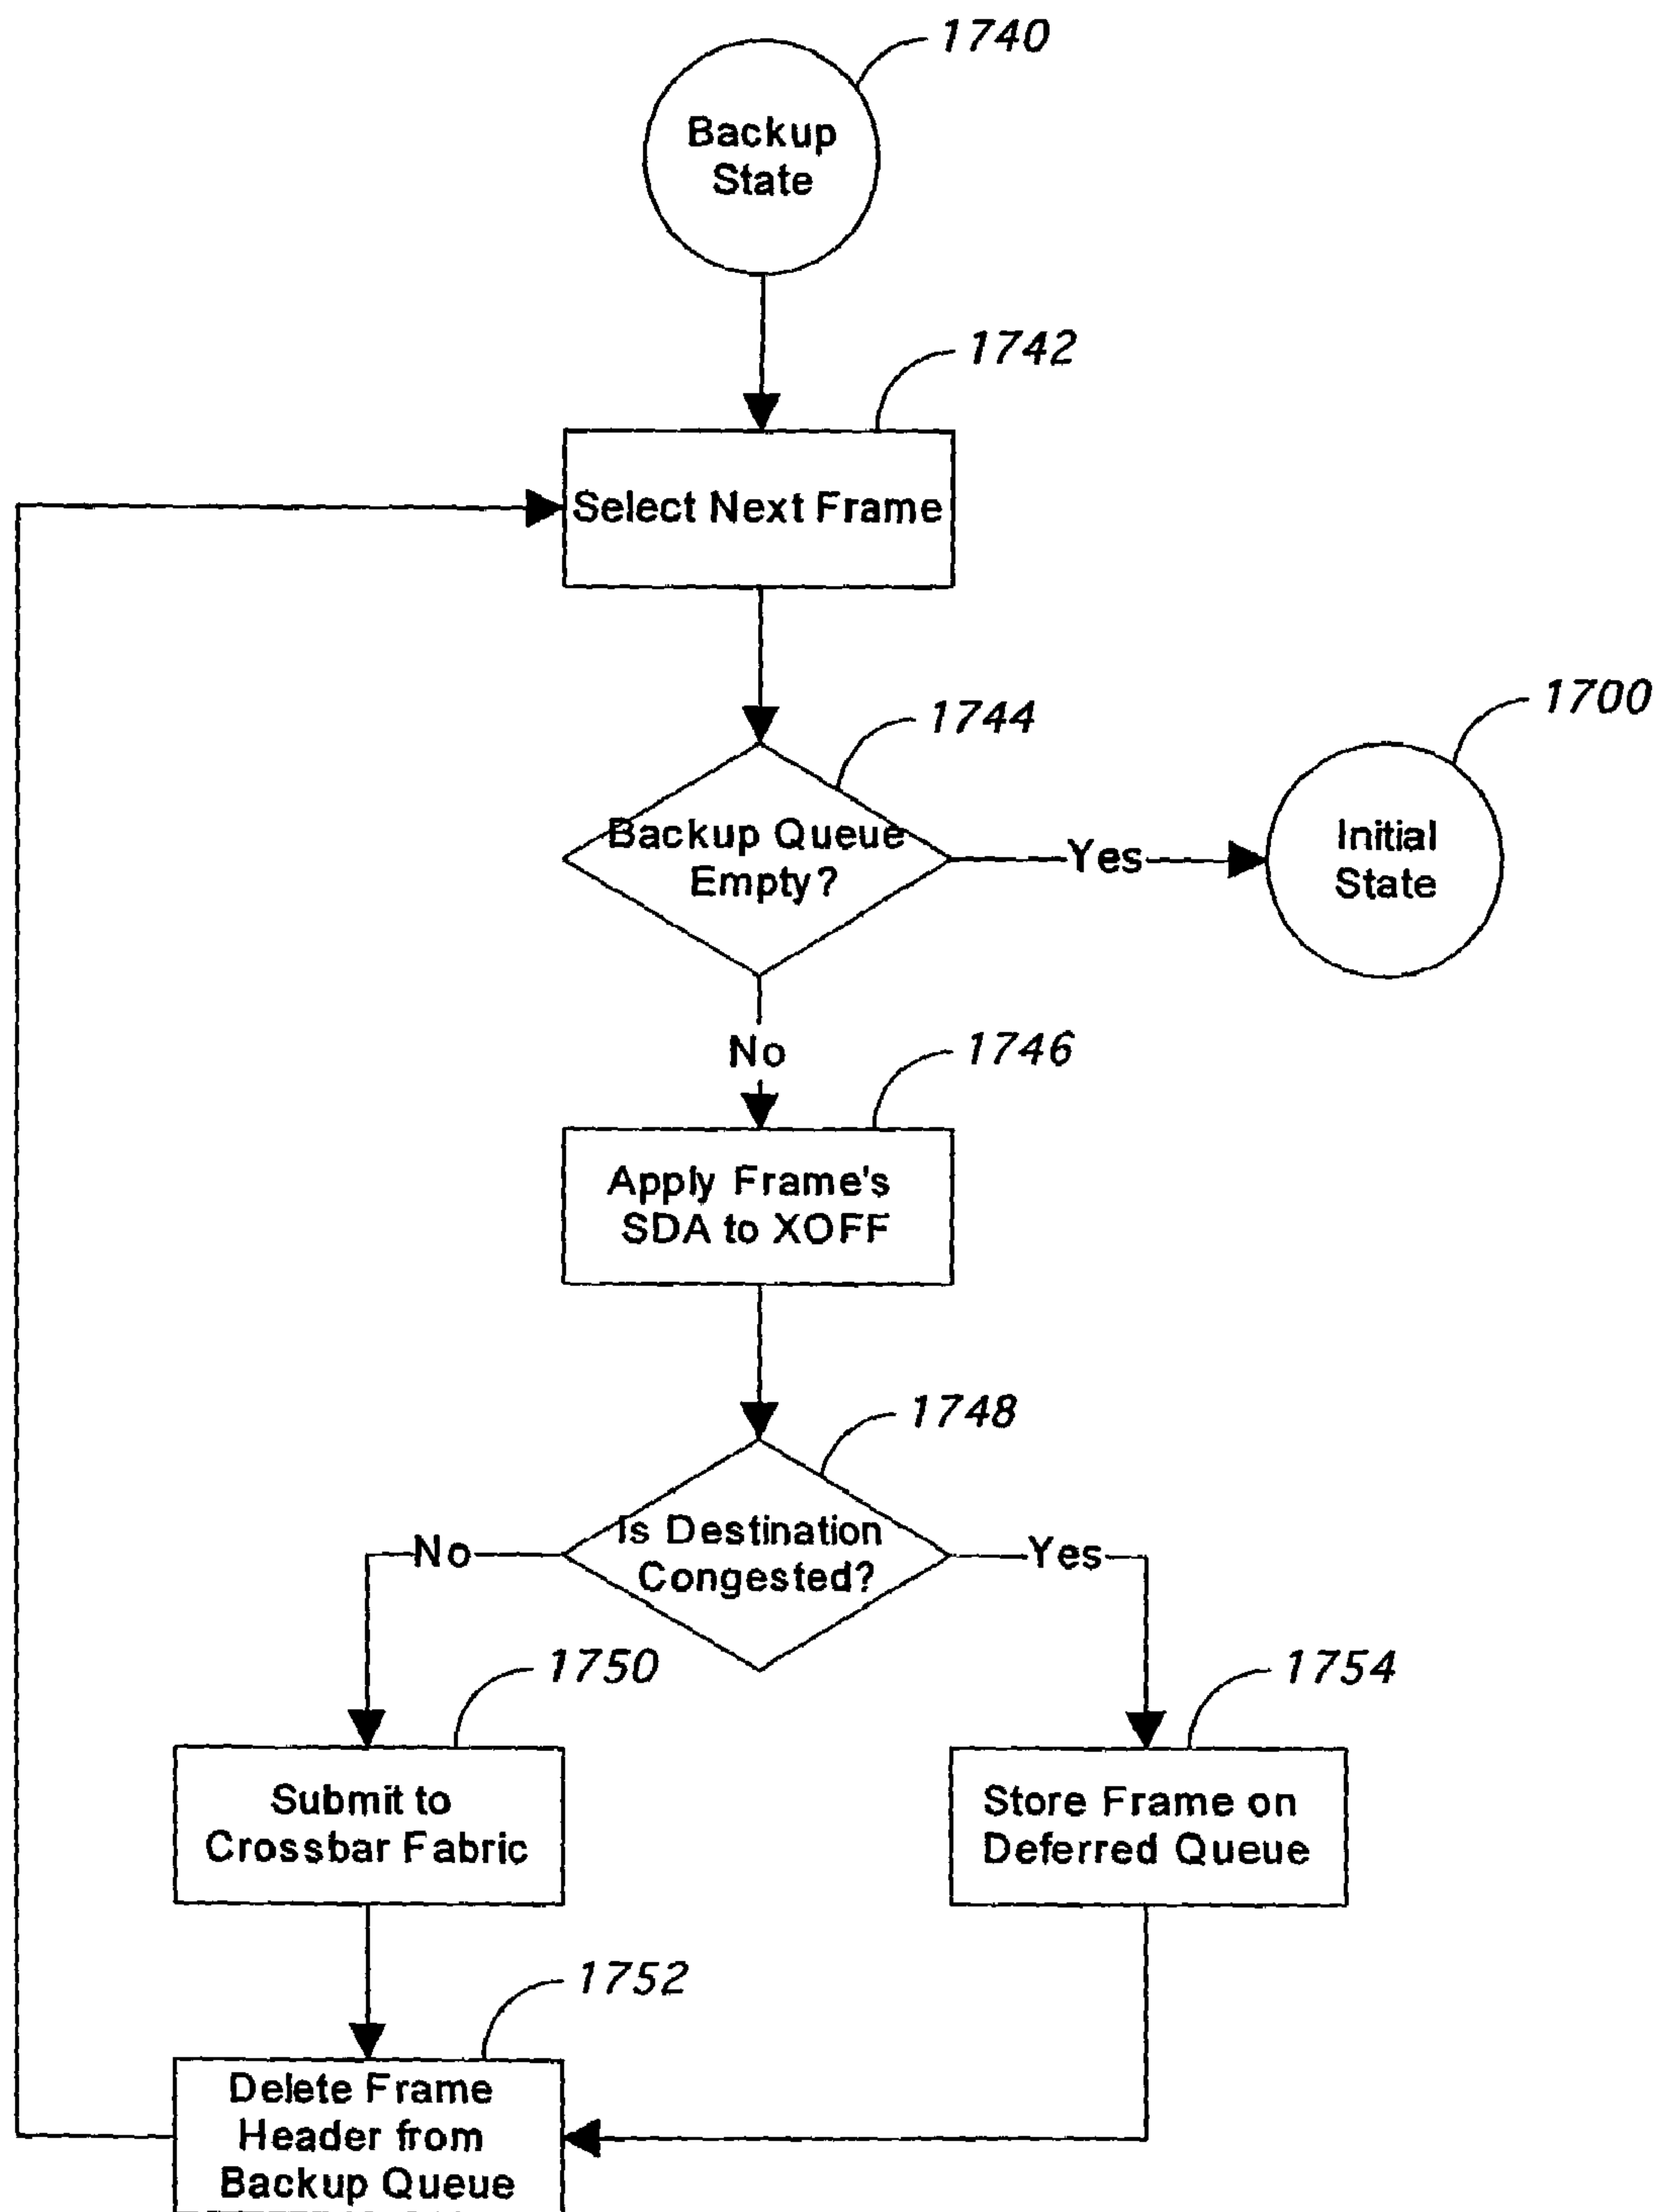 1740
Backup
State
1742
Select Next Frame
1744
1700
Backup Queue
Empty?
Yes
Initial
State
No
1746
Apply Frame's
SDA to XOFF
1748
Is Destination
Congested?
No
Yes
1750
1754
Submit to
Crossbar Fabric
Store Frame on
Deferred Queue
1752
Delete Frame
Header from
Backup Queue